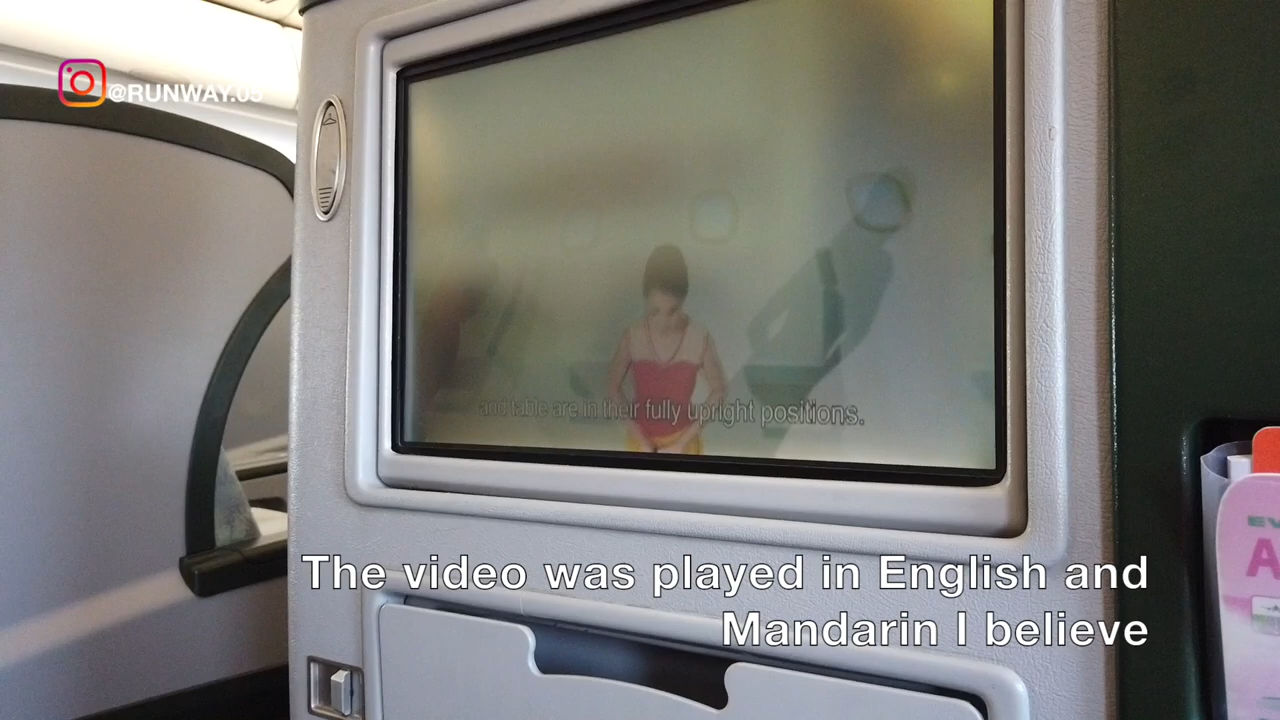 @RUNWAY.05
and table are in their fully upright positions.
The video was played in English and
Mandarin I believe
EV
A